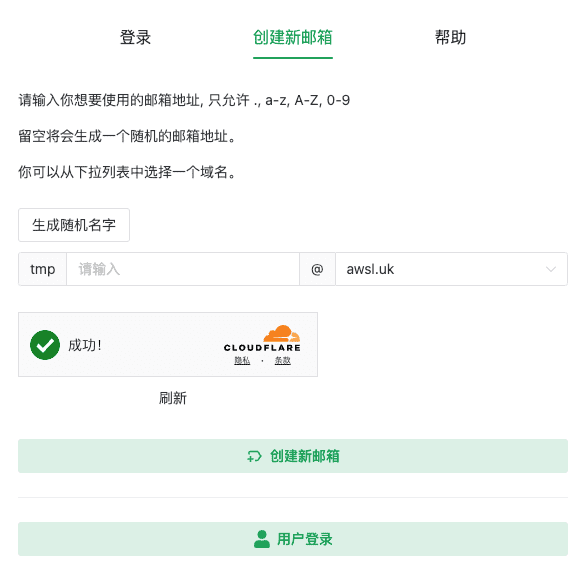 登录 创建新邮箱 帮助
请输入你想要使用的邮箱地址, 只允许 ., a-z, A-Z, 0-9
留空将会生成一个随机的邮箱地址。
你可以从下拉列表中选择一个域名。
生成随机名字
tmp 请输入 @ awsl.uk
成功!
CLOUDFLARE
隐私 · 条款
刷新
创建新邮箱
用户登录